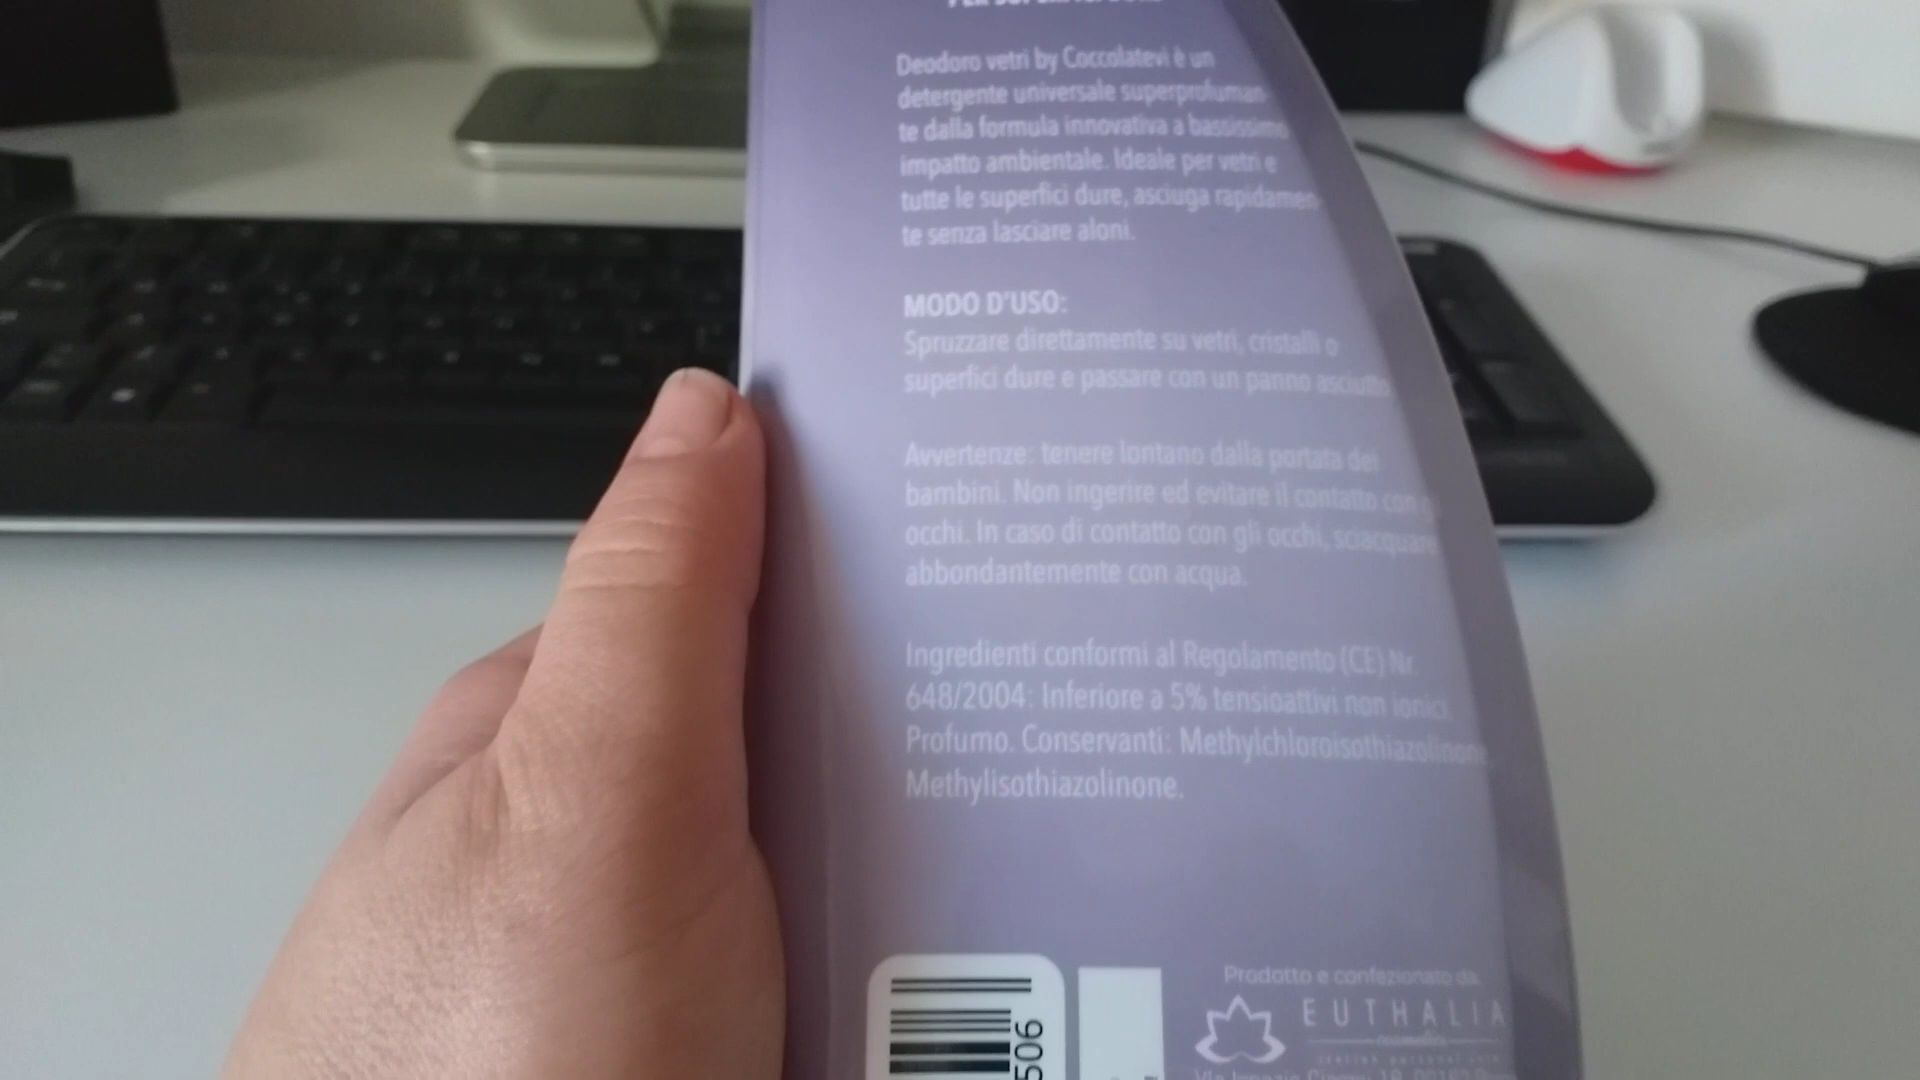 Deodoro vetri by Coccolatevi è un
detergente universale superprofuman-
te dalla formula innovativa a bassissimo
impatto ambientale. Ideale per vetri e
tutte le superfici dure, asciuga rapidamen-
te senza lasciare aloni.
MODO D'USO:
Spruzzare direttamente su vetri, cristalli o
superfici dure e passare con un panno asciutto.
Avvertenze: tenere lontano dalla portata dei
bambini. Non ingerire ed evitare il contatto con gli
occhi. In caso di contatto con gli occhi, sciacquare
abbondantemente con acqua.
Ingredienti conformi al Regolamento (CE) Nr.
648/2004: Inferiore a 5% tensioattivi non ionici.
Profumo. Conservanti: Methylchloroisothiazolinone
Methylisothiazolinone.
506
Prodotto e confezionato da
EUTHALIA